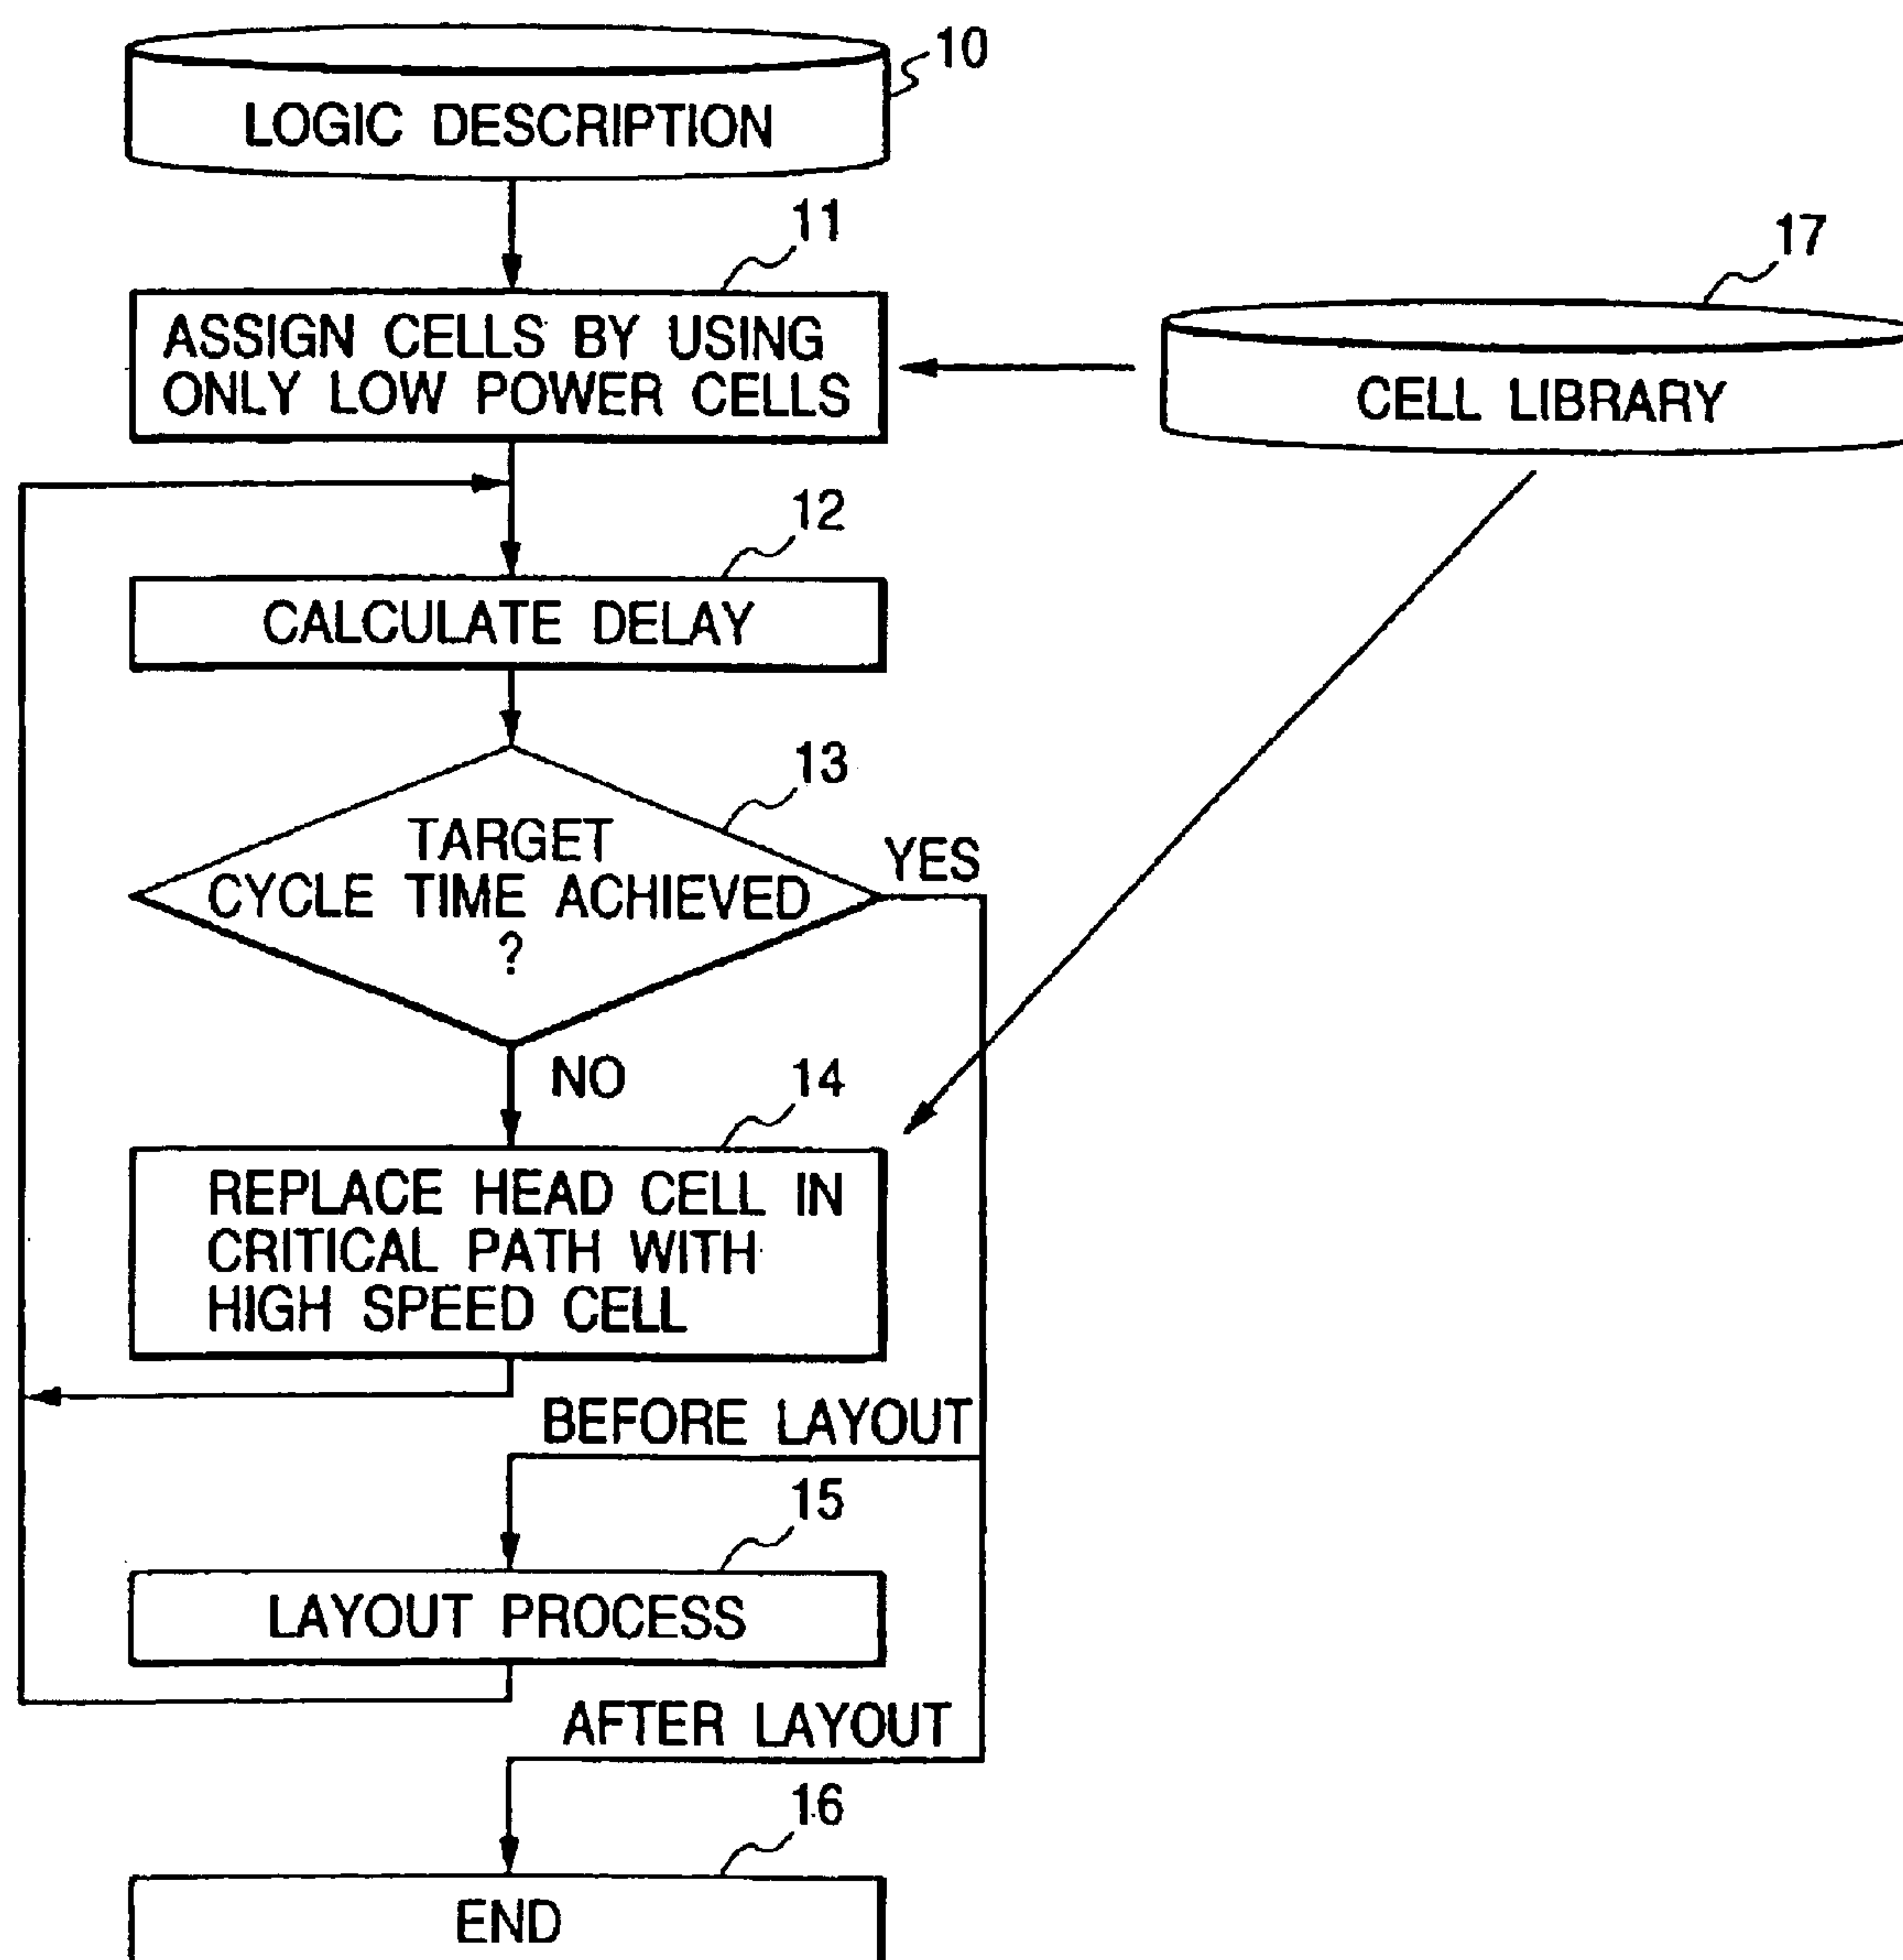 10
LOGIC DESCRIPTION
11
ASSIGN CELLS BY USING
ONLY LOW POWER CELLS
17
CELL LIBRARY
12
CALCULATE DELAY
13
TARGET
CYCLE TIME ACHIEVED
?
YES
NO
14
REPLACE HEAD CELL IN
CRITICAL PATH WITH
HIGH SPEED CELL
BEFORE LAYOUT
15
LAYOUT PROCESS
AFTER LAYOUT
16
END